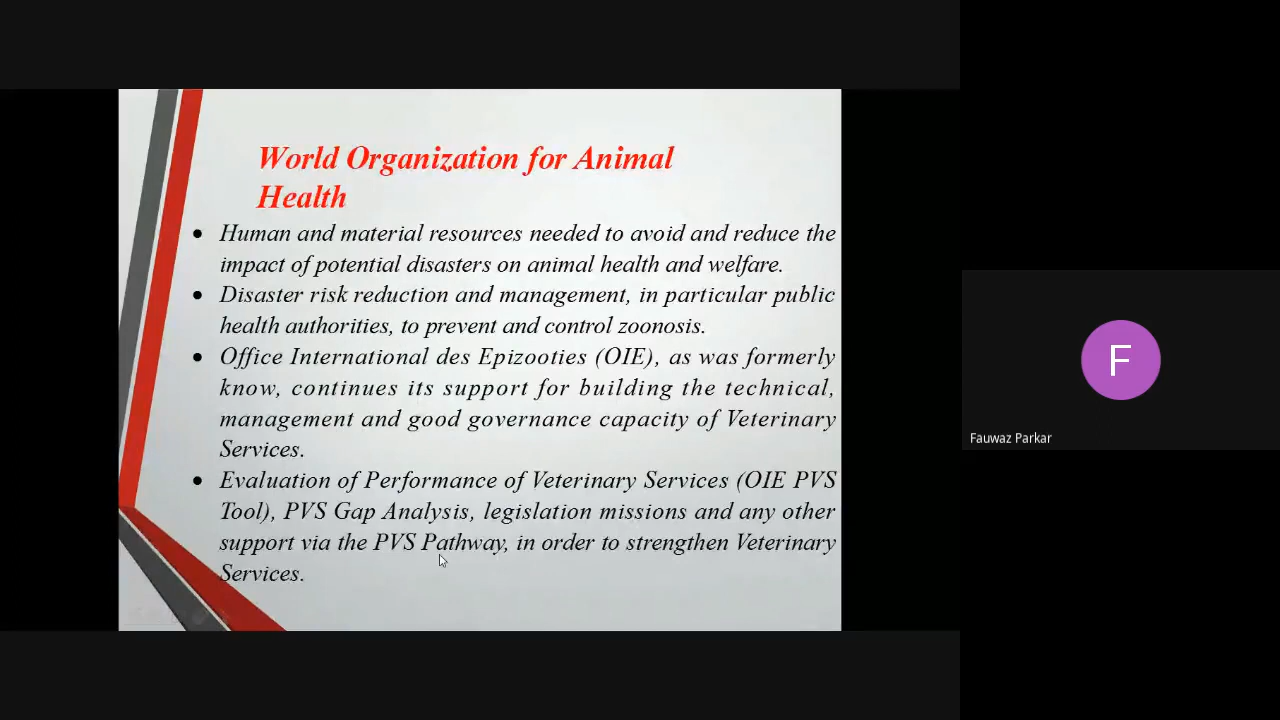 World Organization for Animal
Health
• Human and material resources needed to avoid and reduce the
impact of potential disasters on animal health and welfare.
• Disaster risk reduction and management, in particular public
health authorities, to prevent and control zoonosis.
• Office International des Epizooties (OIE), as was formerly
know, continues its support for building the technical,
management and good governance capacity of Veterinary
Services.
• Evaluation of Performance of Veterinary Services (OIE PVS
Tool), PVS Gap Analysis, legislation missions and any other
support via the PVS Pathway, in order to strengthen Veterinary
Services.
F
Fauwaz Parkar